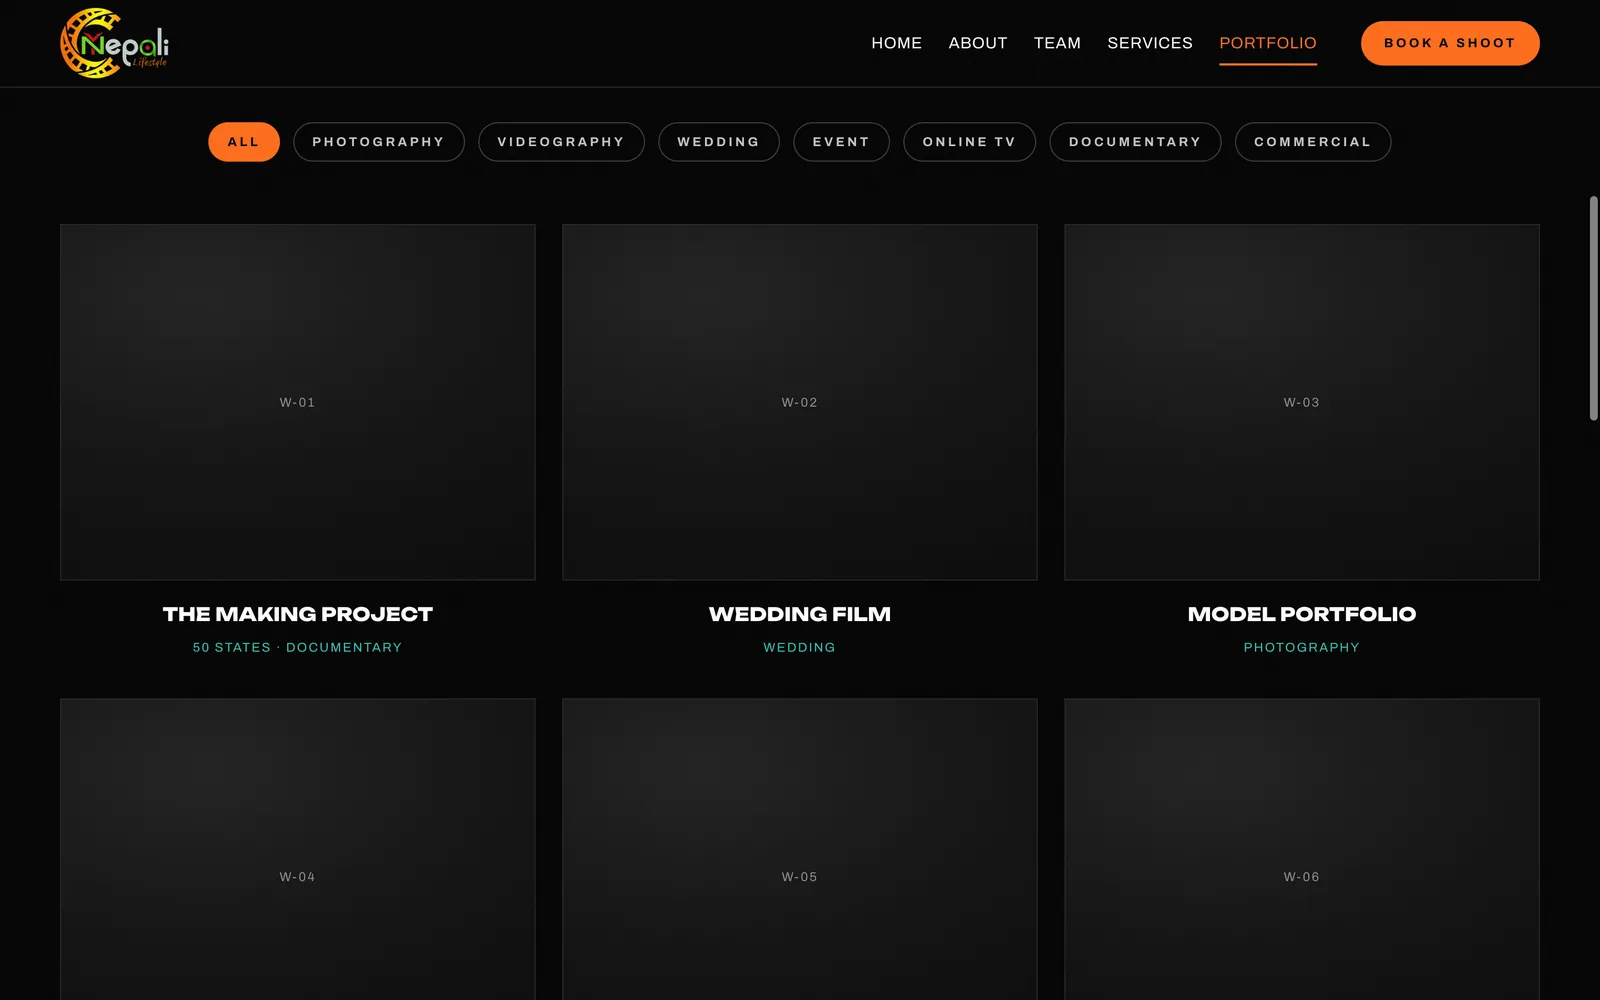 Nepali
Lifestyle
HOME ABOUT TEAM SERVICES PORTFOLIO BOOK A SHOOT
ALL PHOTOGRAPHY VIDEOGRAPHY WEDDING EVENT ONLINE TV DOCUMENTARY COMMERCIAL
W-01 W-02 W-03
THE MAKING PROJECT WEDDING FILM MODEL PORTFOLIO
50 STATES · DOCUMENTARY WEDDING PHOTOGRAPHY
W-04 W-05 W-06